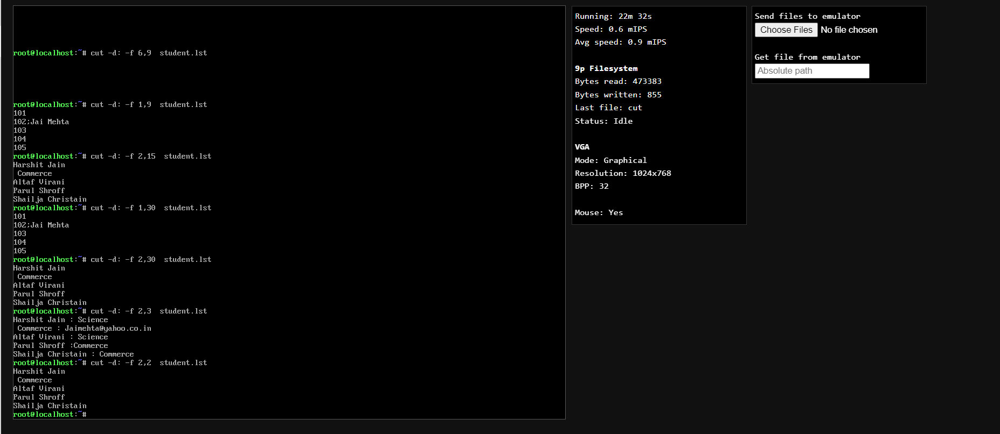 root@localhost:~# cut -d: -f 6,9  student.lst
root@localhost:~# cut -d: -f 1,9  student.lst
101
102;Jai Mehta
103
104
105
root@localhost:~# cut -d: -f 2,15  student.lst
Harshit Jain
 Commerce
Altaf Virani
Parul Shroff
Shailja Christain
root@localhost:~# cut -d: -f 1,30  student.lst
101
102;Jai Mehta
103
104
105
root@localhost:~# cut -d: -f 2,30  student.lst
Harshit Jain
 Commerce
Altaf Virani
Parul Shroff
Shailja Christain
root@localhost:~# cut -d: -f 2,3  student.lst
Harshit Jain : Science
 Commerce : Jaimehta@yahoo.co.in
Altaf Virani : Science
Parul Shroff :Commerce
Shailja Christain : Commerce
root@localhost:~# cut -d: -f 2,2  student.lst
Harshit Jain
 Commerce
Altaf Virani
Parul Shroff
Shailja Christain
root@localhost:~#
Running: 22m 32s
Speed: 0.6 mIPS
Avg speed: 0.9 mIPS
9p Filesystem
Bytes read: 473383
Bytes written: 855
Last file: cut
Status: Idle
VGA
Mode: Graphical
Resolution: 1024x768
BPP: 32
Mouse: Yes
Send files to emulator
Choose Files No file chosen
Get file from emulator
Absolute path